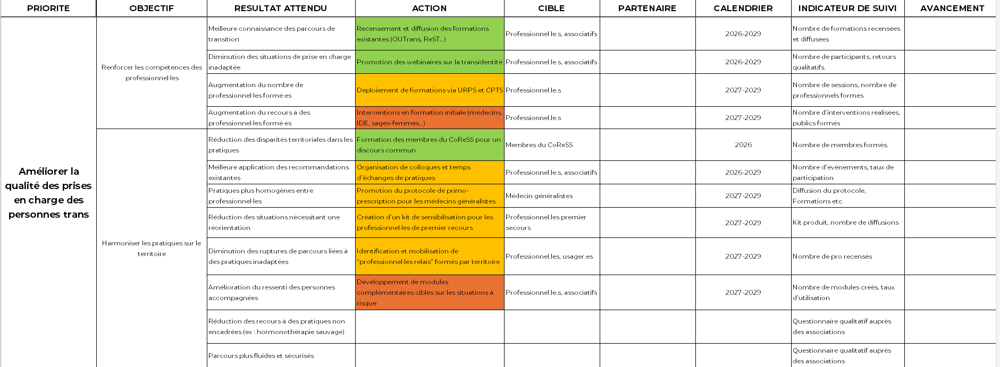 PRIORITE OBJECTIF RESULTAT ATTENDU ACTION CIBLE PARTENAIRE CALENDRIER INDICATEUR DE SUIVI AVANCEMENT
Améliorer la
qualité des prises
en charge des
personnes trans
Renforcer les compétences des
professionnel·les
Meilleure connaissance des parcours de
transition
Recensement et diffusion des formations
existantes (OUTrans, ReST...)
Professionnel.le.s, associatifs
2026-2029
Nombre de formations recensées
et diffusées
Diminution des situations de prise en charge
inadaptée
Promotion des webinaires sur la transidentité
Professionnel.le.s, associatifs
2026-2029
Nombre de participants, retours
qualitatifs.
Augmentation du nombre de
professionnel·les formé·es
Déploiement de formations via URPS et CPTS
Professionnel.le.s
2027-2029
Nombre de sessions, nombre de
professionnels formés
Augmentation du recours à des
professionnel·les formé·es
Interventions en formation initiale (médecins,
IDE, sages-femmes...)
Professionnel.le.s
2027-2029
Nombre d'interventions réalisées,
publics formés
Harmoniser les pratiques sur le
territoire
Réduction des disparités territoriales dans les
pratiques
Formation des membres du CoReSS pour un
discours commun
Membres du CoReSS
2026
Nombre de membres formés.
Meilleure application des recommandations
existantes
Organisation de colloques et temps
d'échanges de pratiques
Professionnel.le.s, associatifs
2026-2029
Nombre d'événements, taux de
participation
Pratiques plus homogènes entre
professionnel·les
Promotion du protocole de primo-
prescription pour les médecins généralistes
Médecin généralistes
2027-2029
Diffusion du protocole,
Formations etc.
Réduction des situations nécessitant une
réorientation
Création d'un kit de sensibilisation pour les
professionnel·les de premier recours
Professionnel.les premier
secours
2027-2029
Kit produit, nombre de diffusions
Diminution des ruptures de parcours liées à
des pratiques inadaptées
Identification et mobilisation de
"professionnel·les relais" formés par territoire
Professionnel.les, usager.es
2027-2029
Nombre de pro recensés
Amélioration du ressenti des personnes
accompagnées
Développement de modules
complémentaires ciblés sur les situations à
risque
Professionnel.le.s, associatifs
2027-2029
Nombre de modules créés, taux
d'utilisation
Réduction des recours à des pratiques non
encadrées (ex : hormonothérapie sauvage)
Questionnaire qualitatif auprès
des associations
Parcours plus fluides et sécurisés
Questionnaire qualitatif auprès
des associations